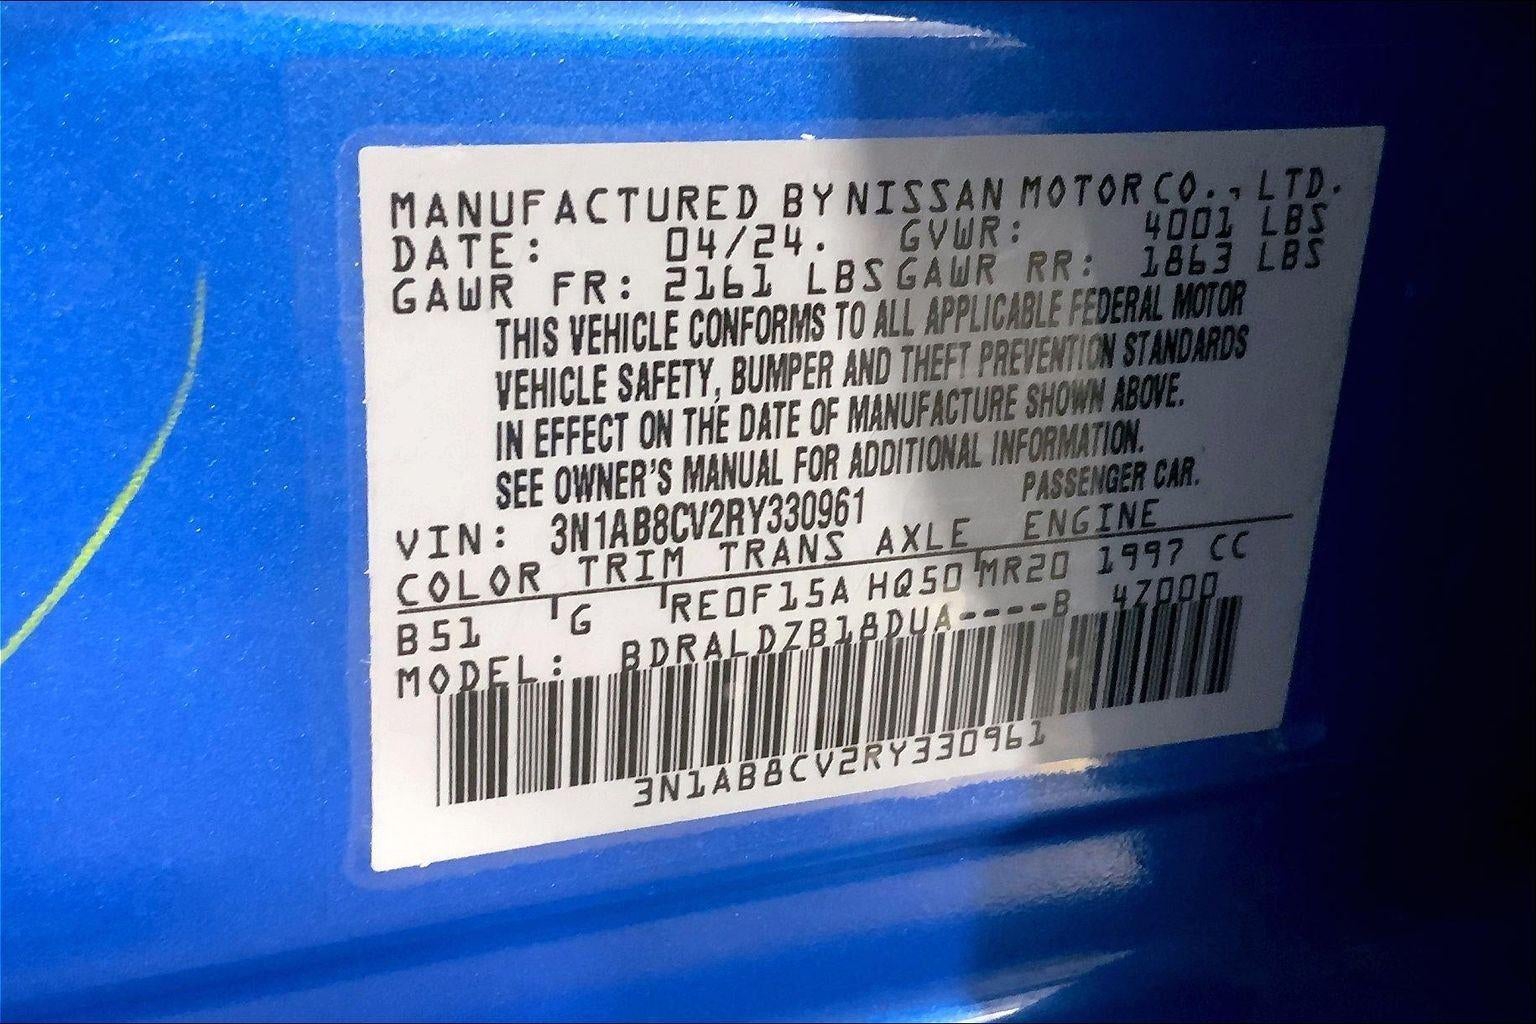 MANUFACTURED BY NISSAN MOTOR CO., LTD.
DATE: 04/24. GVWR: 4001 LBS
GAWR FR: 2161 LBS GAWR RR: 1863 LBS
THIS VEHICLE CONFORMS TO ALL APPLICABLE FEDERAL MOTOR
VEHICLE SAFETY, BUMPER AND THEFT PREVENTION STANDARDS
IN EFFECT ON THE DATE OF MANUFACTURE SHOWN ABOVE.
SEE OWNER'S MANUAL FOR ADDITIONAL INFORMATION.
VIN: 3N1AB8CV2RY330961 PASSENGER CAR.
COLOR TRIM TRANS AXLE ENGINE
B51 G RE0F15A HQ50 MR20 1997 CC
MODEL: BDRALDZB18DUA----B 47000
3N1AB8CV2RY330961